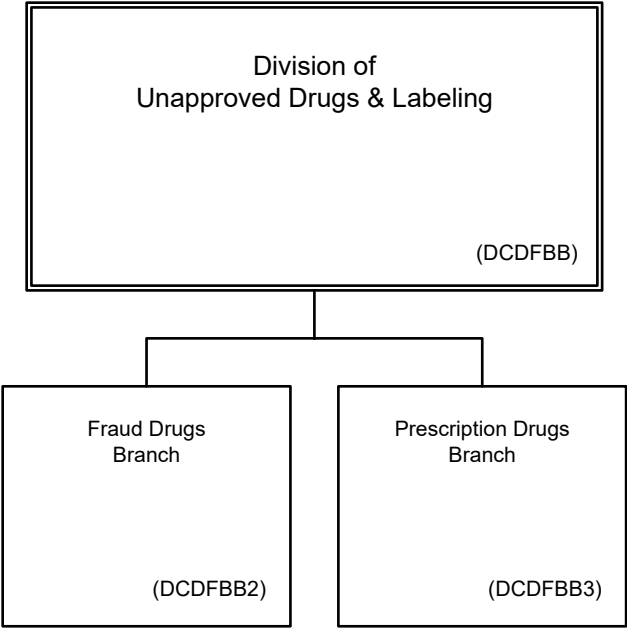 Division of
Unapproved Drugs & Labeling
(DCDFBB)
Fraud Drugs
Branch
(DCDFBB2)
Prescription Drugs
Branch
(DCDFBB3)